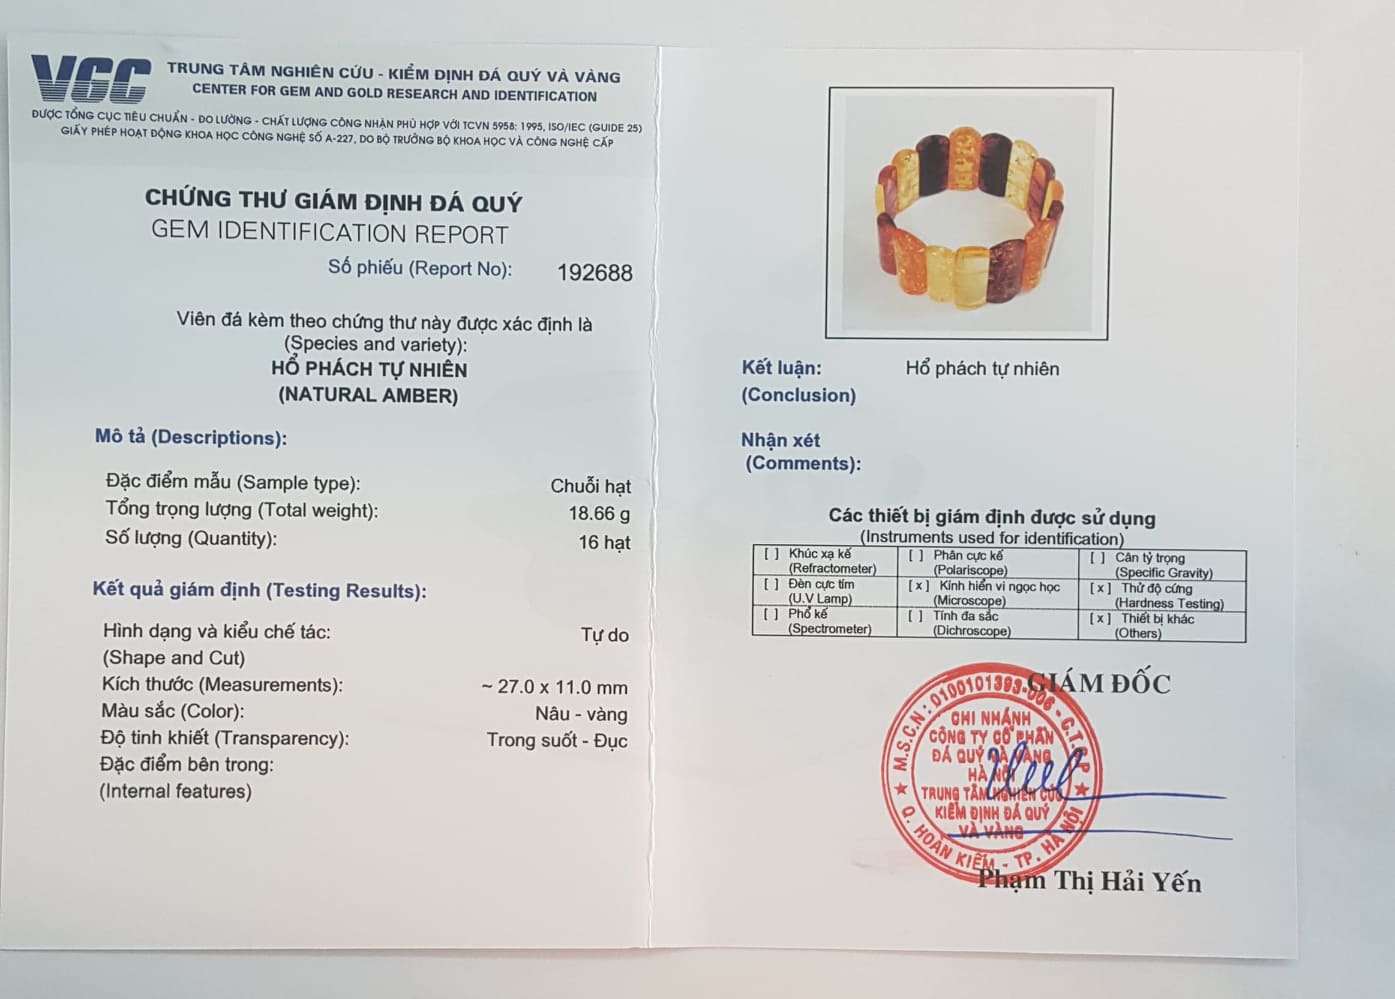 VGC
TRUNG TÂM NGHIÊN CỨU - KIỂM ĐỊNH ĐÁ QUÝ VÀ VÀNG
CENTER FOR GEM AND GOLD RESEARCH AND IDENTIFICATION
ĐƯỢC TỔNG CỤC TIÊU CHUẨN - ĐO LƯỜNG - CHẤT LƯỢNG CÔNG NHẬN PHÙ HỢP VỚI TCVN 5958: 1995, ISO/IEC (GUIDE 25)
GIẤY PHÉP HOẠT ĐỘNG KHOA HỌC CÔNG NGHỆ SỐ A-227, DO BỘ TRƯỞNG BỘ KHOA HỌC VÀ CÔNG NGHỆ CẤP
CHỨNG THƯ GIÁM ĐỊNH ĐÁ QUÝ
GEM IDENTIFICATION REPORT
Số phiếu (Report No): 192688
Viên đá kèm theo chứng thư này được xác định là
(Species and variety):
HỔ PHÁCH TỰ NHIÊN
(NATURAL AMBER)
Mô tả (Descriptions):
Đặc điểm mẫu (Sample type): Chuỗi hạt
Tổng trọng lượng (Total weight): 18.66 g
Số lượng (Quantity): 16 hạt
Kết quả giám định (Testing Results):
Hình dạng và kiểu chế tác: Tự do
(Shape and Cut)
Kích thước (Measurements): ~ 27.0 x 11.0 mm
Màu sắc (Color): Nâu - vàng
Độ tinh khiết (Transparency): Trong suốt - Đục
Đặc điểm bên trong:
(Internal features)
Kết luận: Hổ phách tự nhiên
(Conclusion)
Nhận xét
(Comments):
Các thiết bị giám định được sử dụng
(Instruments used for identification)
[ ] Khúc xạ kế [ ] Phân cực kế [ ] Cân tỷ trọng
(Refractometer) (Polariscope) (Specific Gravity)
[ ] Đèn cực tím [x] Kính hiển vi ngọc học [x] Thử độ cứng
(U.V Lamp) (Microscope) (Hardness Testing)
[ ] Phổ kế [ ] Tính đa sắc [x] Thiết bị khác
(Spectrometer) (Dichroscope) (Others)
GIÁM ĐỐC
M.S.C.N: 0100101393-006 - C.T.C.P
CHI NHÁNH
CÔNG TY CỔ PHẦN
ĐÁ QUÝ VÀ VÀNG
HÀ NỘI
TRUNG TÂM NGHIÊN CỨU
KIỂM ĐỊNH ĐÁ QUÝ
VÀ VÀNG
★ Q. HOÀN KIẾM - TP. HÀ NỘI ★
Phạm Thị Hải Yến